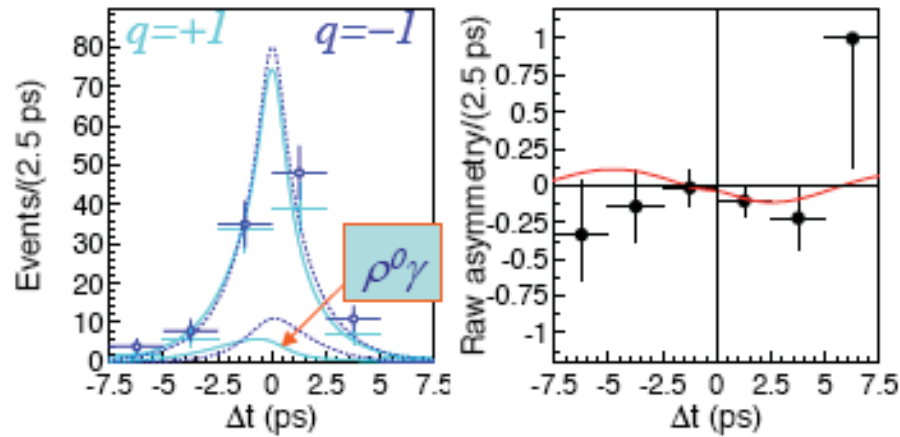 q=+1 q=−1
Events/(2.5 ps)
80
70
60
50
40
30
20
10
0
-7.5 -5 -2.5 0 2.5 5 7.5
Δt (ps)
ρ⁰γ
Raw asymmetry/(2.5 ps)
1
0.75
0.5
0.25
0
-0.25
-0.5
-0.75
-1
-7.5 -5 -2.5 0 2.5 5 7.5
Δt (ps)